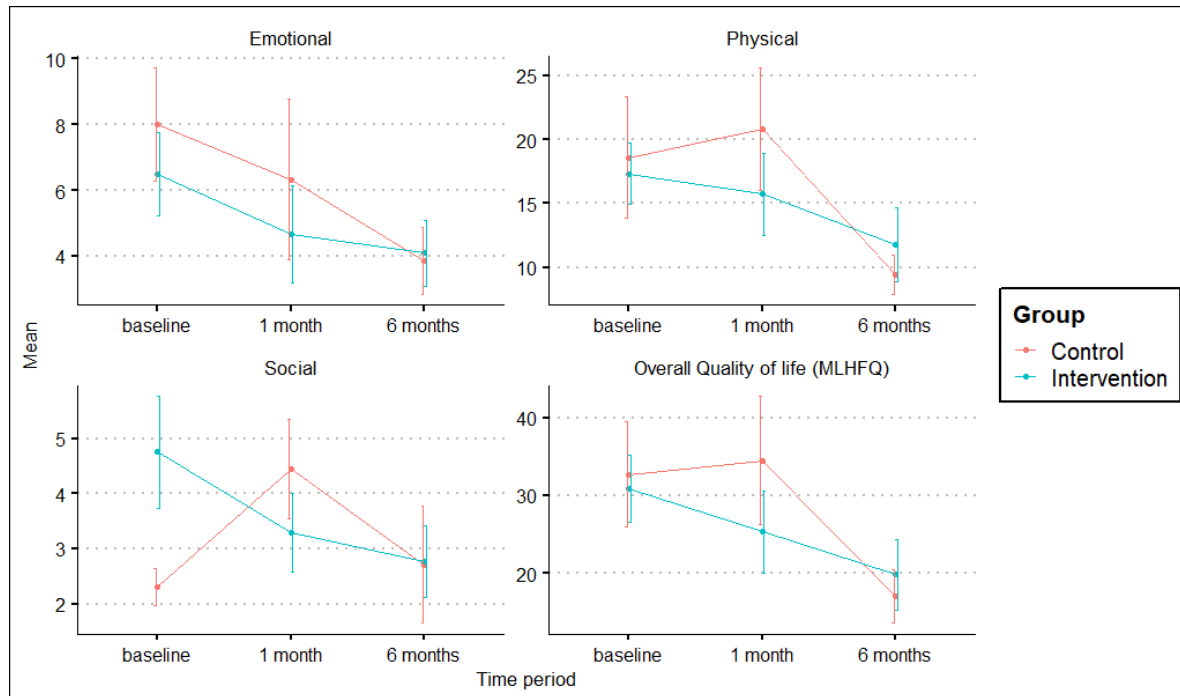 Emotional
Physical
10
8
6
4
25
20
15
10
baseline 1 month 6 months
baseline 1 month 6 months
Mean
Social
Overall Quality of life (MLHFQ)
5
4
3
2
40
30
20
baseline 1 month 6 months
baseline 1 month 6 months
Time period
Group
Control
Intervention